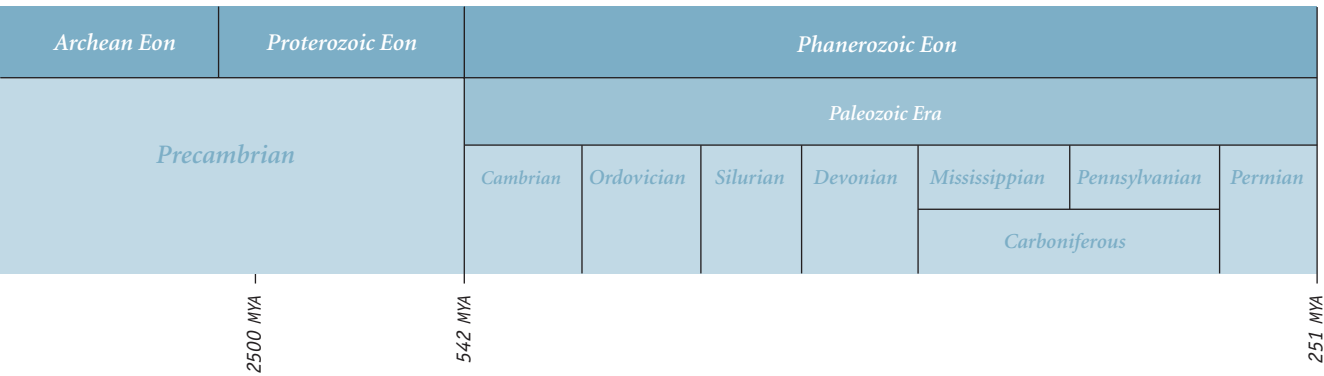 Archean Eon
Proterozoic Eon
Phanerozoic Eon
Paleozoic Era
Precambrian
Cambrian
Ordovician
Silurian
Devonian
Mississippian
Pennsylvanian
Permian
Carboniferous
2500 MYA
542 MYA
251 MYA